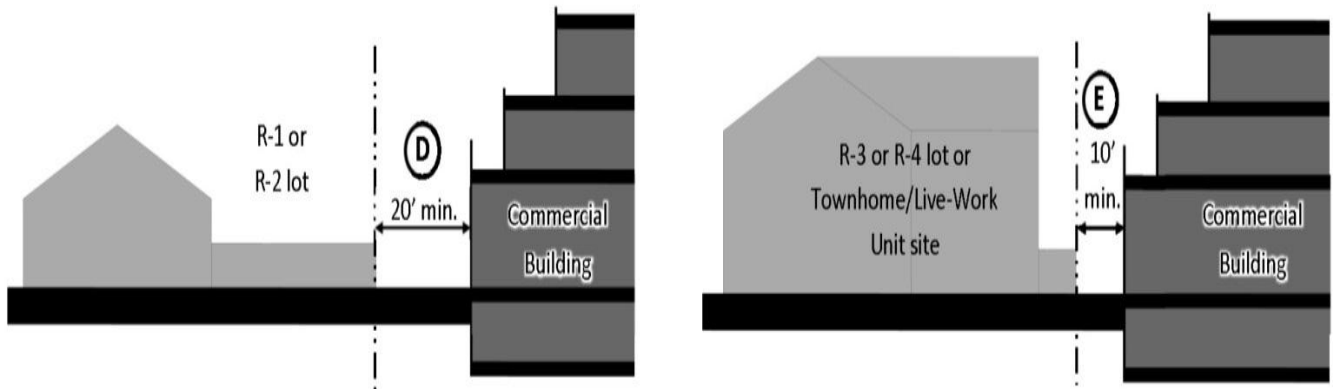 R-1 or
R-2 lot
D
20' min.
Commercial
Building
R-3 or R-4 lot or
Townhome/Live-Work
Unit site
E
10'
min.
Commercial
Building